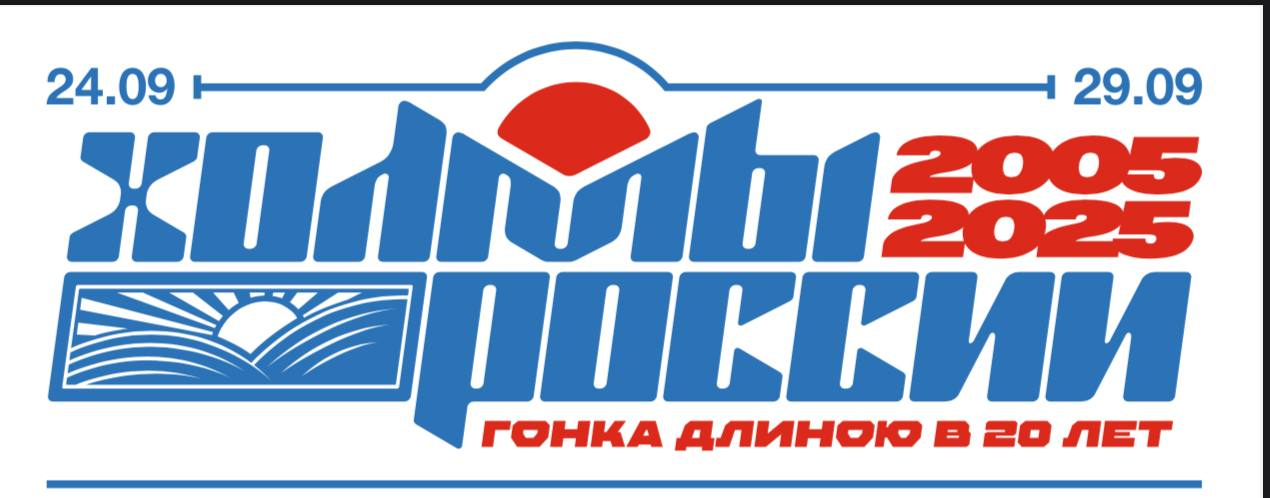 24.09 29.09
ХОЛМЫ 2005
2025
РОССИИ
ГОНКА ДЛИНОЮ В 20 ЛЕТ